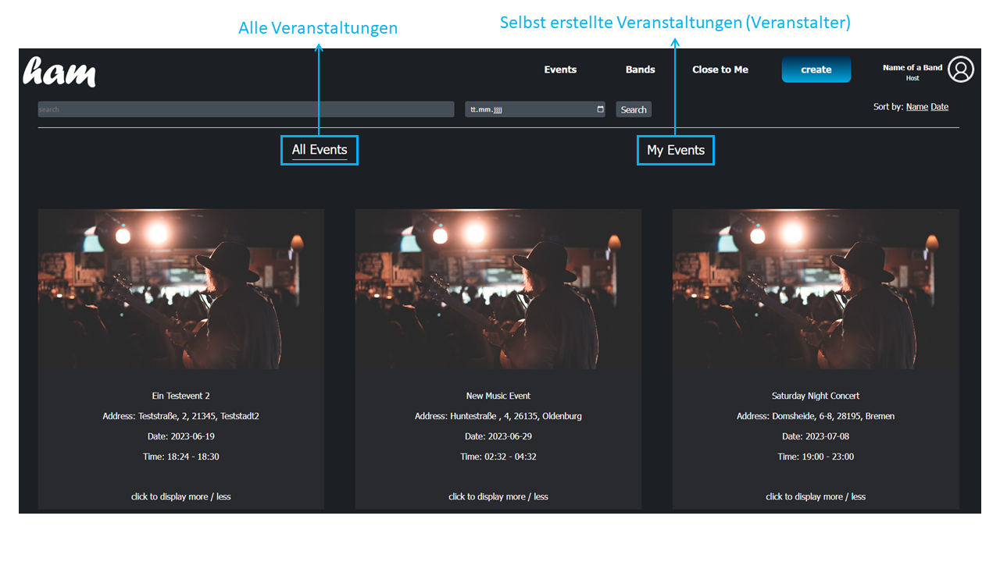 Alle Veranstaltungen
Selbst erstellte Veranstaltungen (Veranstalter)
ham
Events Bands Close to Me create Name of a Band
Host
search tt.mm.jjjj Search Sort by: Name Date
All Events My Events
Ein Testevent 2
Address: Teststraße, 2, 21345, Teststadt2
Date: 2023-06-19
Time: 18:24 - 18:30
click to display more / less
New Music Event
Address: Huntestraße , 4, 26135, Oldenburg
Date: 2023-06-29
Time: 02:32 - 04:32
click to display more / less
Saturday Night Concert
Address: Domsheide, 6-8, 28195, Bremen
Date: 2023-07-08
Time: 19:00 - 23:00
click to display more / less